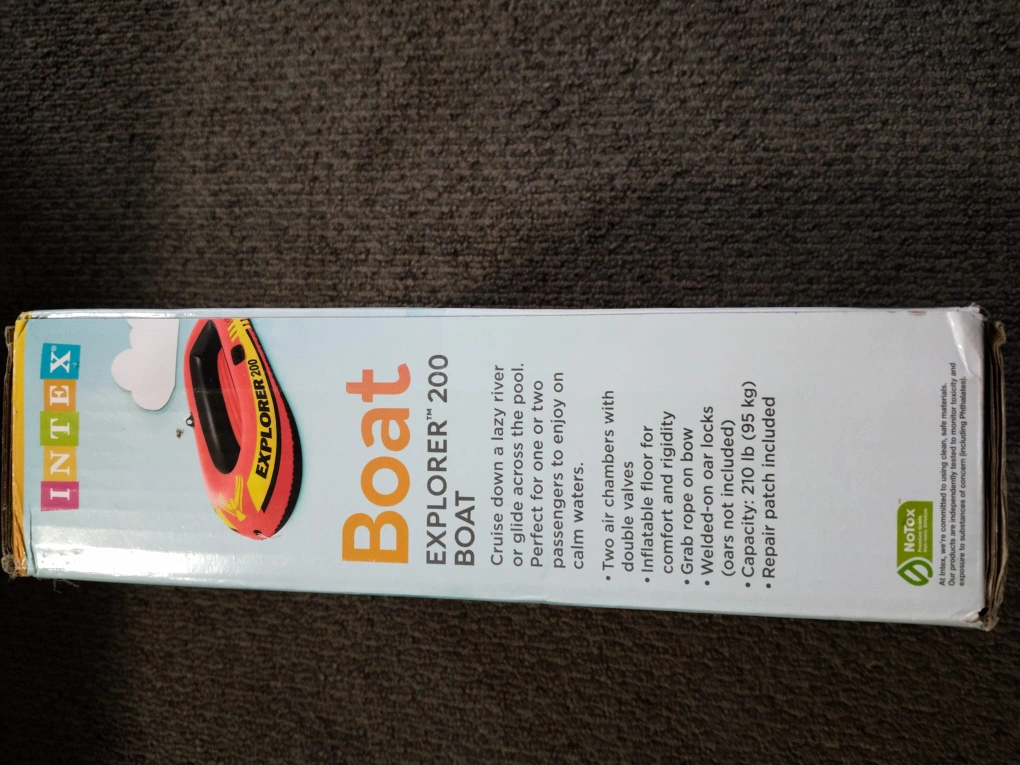 INTEX®
EXPLORER 200
Boat
EXPLORER™ 200
BOAT
Cruise down a lazy river
or glide across the pool.
Perfect for one or two
passengers to enjoy on
calm waters.
• Two air chambers with
double valves
• Inflatable floor for
comfort and rigidity
• Grab rope on bow
• Welded-on oar locks
(oars not included)
• Capacity: 210 lb (95 kg)
• Repair patch included
NoTox™
At Intex, we're committed to using clean, safe materials.
Our products are independently tested to monitor toxicity and
exposure to substances of concern (including Phthalates).